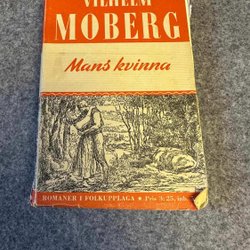 VILHELM
MOBERG
Mans kvinna
ROMANER I FOLKUPPLAGA ★ Pris 3:25, inb.